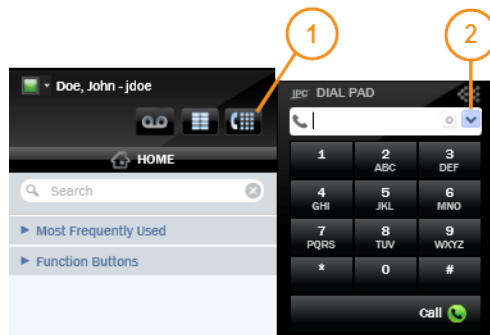 1
2
Doe, John - jdoe
HOME
Search
Most Frequently Used
Function Buttons
IPC DIAL PAD
1
2
ABC
3
DEF
4
GHI
5
JKL
6
MNO
7
PQRS
8
TUV
9
WXYZ
*
0
#
Call